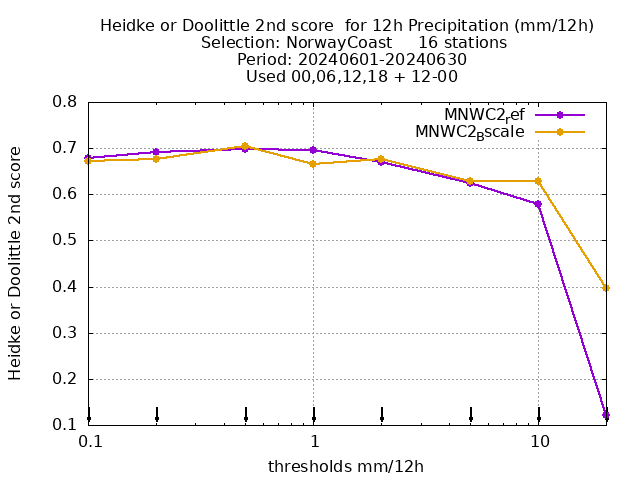 Heidke or Doolittle 2nd score  for 12h Precipitation (mm/12h)
Selection: NorwayCoast     16 stations
Period: 20240601-20240630
Used 00,06,12,18 + 12-00
MNWC2ref
MNWC2Bscale
Heidke or Doolittle 2nd score
0.8
0.7
0.6
0.5
0.4
0.3
0.2
0.1
0.1 1 10
thresholds mm/12h